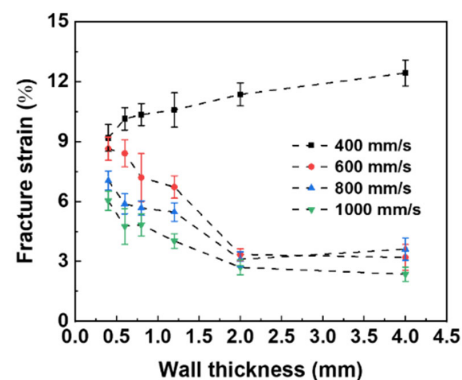 15
12
9
6
3
0
Fracture strain (%)
400 mm/s
600 mm/s
800 mm/s
1000 mm/s
0.0 0.5 1.0 1.5 2.0 2.5 3.0 3.5 4.0 4.5
Wall thickness (mm)